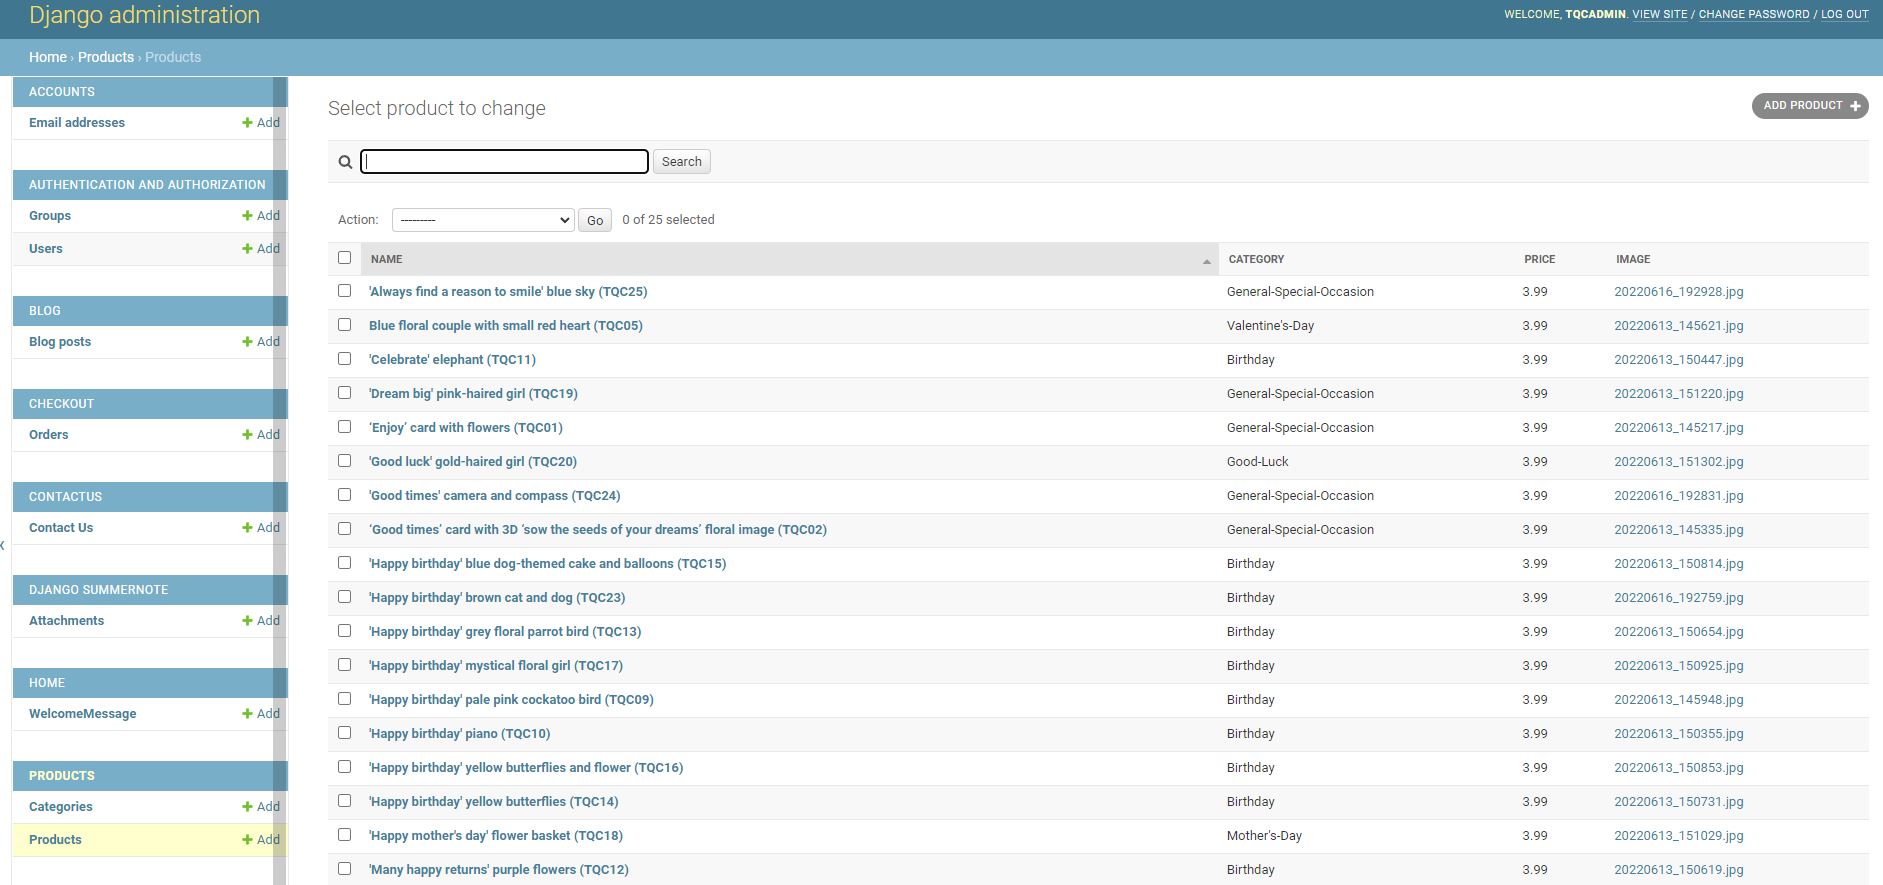 Django administration
WELCOME, TQCADMIN. VIEW SITE / CHANGE PASSWORD / LOG OUT
Home › Products › Products
ACCOUNTS
Email addresses + Add
AUTHENTICATION AND AUTHORIZATION
Groups + Add
Users + Add
BLOG
Blog posts + Add
CHECKOUT
Orders + Add
CONTACTUS
Contact Us + Add
DJANGO SUMMERNOTE
Attachments + Add
HOME
WelcomeMessage + Add
PRODUCTS
Categories + Add
Products + Add
Select product to change
ADD PRODUCT +
Search
Action: --------- Go 0 of 25 selected
NAME CATEGORY PRICE IMAGE
'Always find a reason to smile' blue sky (TQC25) General-Special-Occasion 3.99 20220616_192928.jpg
Blue floral couple with small red heart (TQC05) Valentine's-Day 3.99 20220613_145621.jpg
'Celebrate' elephant (TQC11) Birthday 3.99 20220613_150447.jpg
'Dream big' pink-haired girl (TQC19) General-Special-Occasion 3.99 20220613_151220.jpg
‘Enjoy’ card with flowers (TQC01) General-Special-Occasion 3.99 20220613_145217.jpg
'Good luck' gold-haired girl (TQC20) Good-Luck 3.99 20220613_151302.jpg
'Good times' camera and compass (TQC24) General-Special-Occasion 3.99 20220616_192831.jpg
‘Good times’ card with 3D ‘sow the seeds of your dreams’ floral image (TQC02) General-Special-Occasion 3.99 20220613_145335.jpg
'Happy birthday' blue dog-themed cake and balloons (TQC15) Birthday 3.99 20220613_150814.jpg
'Happy birthday' brown cat and dog (TQC23) Birthday 3.99 20220616_192759.jpg
'Happy birthday' grey floral parrot bird (TQC13) Birthday 3.99 20220613_150654.jpg
'Happy birthday' mystical floral girl (TQC17) Birthday 3.99 20220613_150925.jpg
'Happy birthday' pale pink cockatoo bird (TQC09) Birthday 3.99 20220613_145948.jpg
'Happy birthday' piano (TQC10) Birthday 3.99 20220613_150355.jpg
'Happy birthday' yellow butterflies and flower (TQC16) Birthday 3.99 20220613_150853.jpg
'Happy birthday' yellow butterflies (TQC14) Birthday 3.99 20220613_150731.jpg
'Happy mother's day' flower basket (TQC18) Mother's-Day 3.99 20220613_151029.jpg
'Many happy returns' purple flowers (TQC12) Birthday 3.99 20220613_150619.jpg